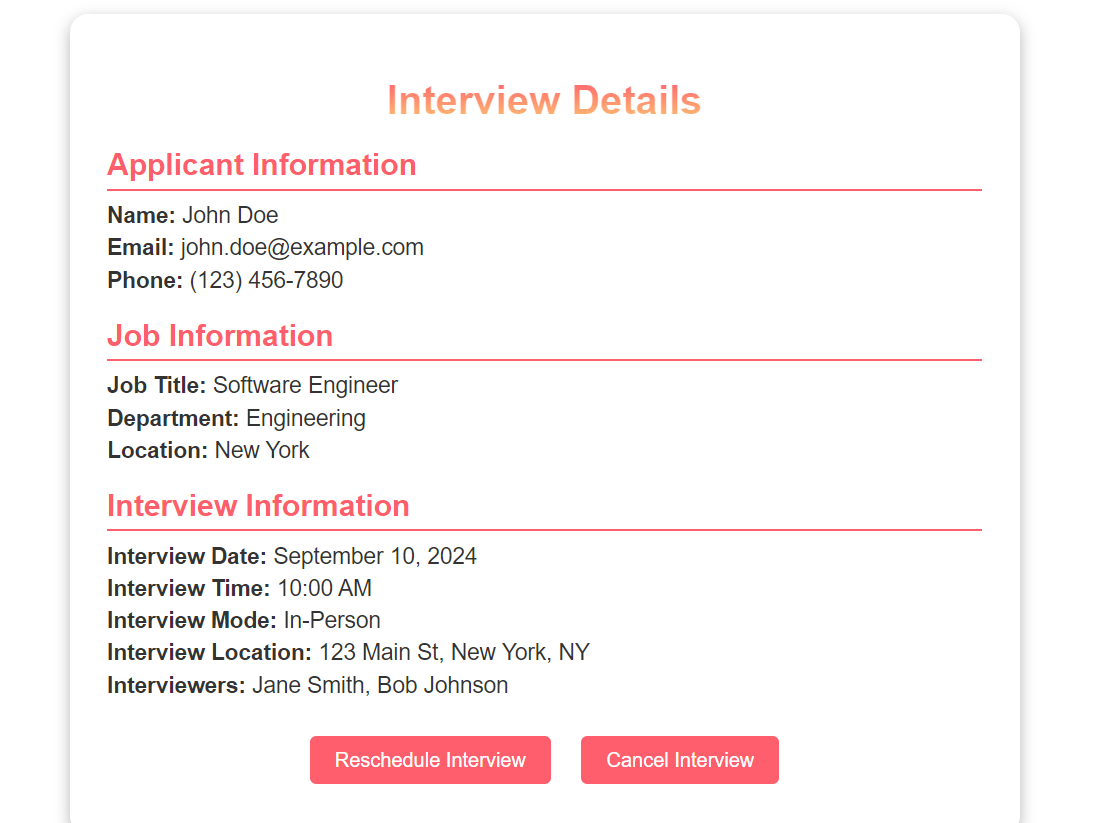 Interview Details
Applicant Information
Name: John Doe
Email: john.doe@example.com
Phone: (123) 456-7890
Job Information
Job Title: Software Engineer
Department: Engineering
Location: New York
Interview Information
Interview Date: September 10, 2024
Interview Time: 10:00 AM
Interview Mode: In-Person
Interview Location: 123 Main St, New York, NY
Interviewers: Jane Smith, Bob Johnson
Reschedule Interview
Cancel Interview